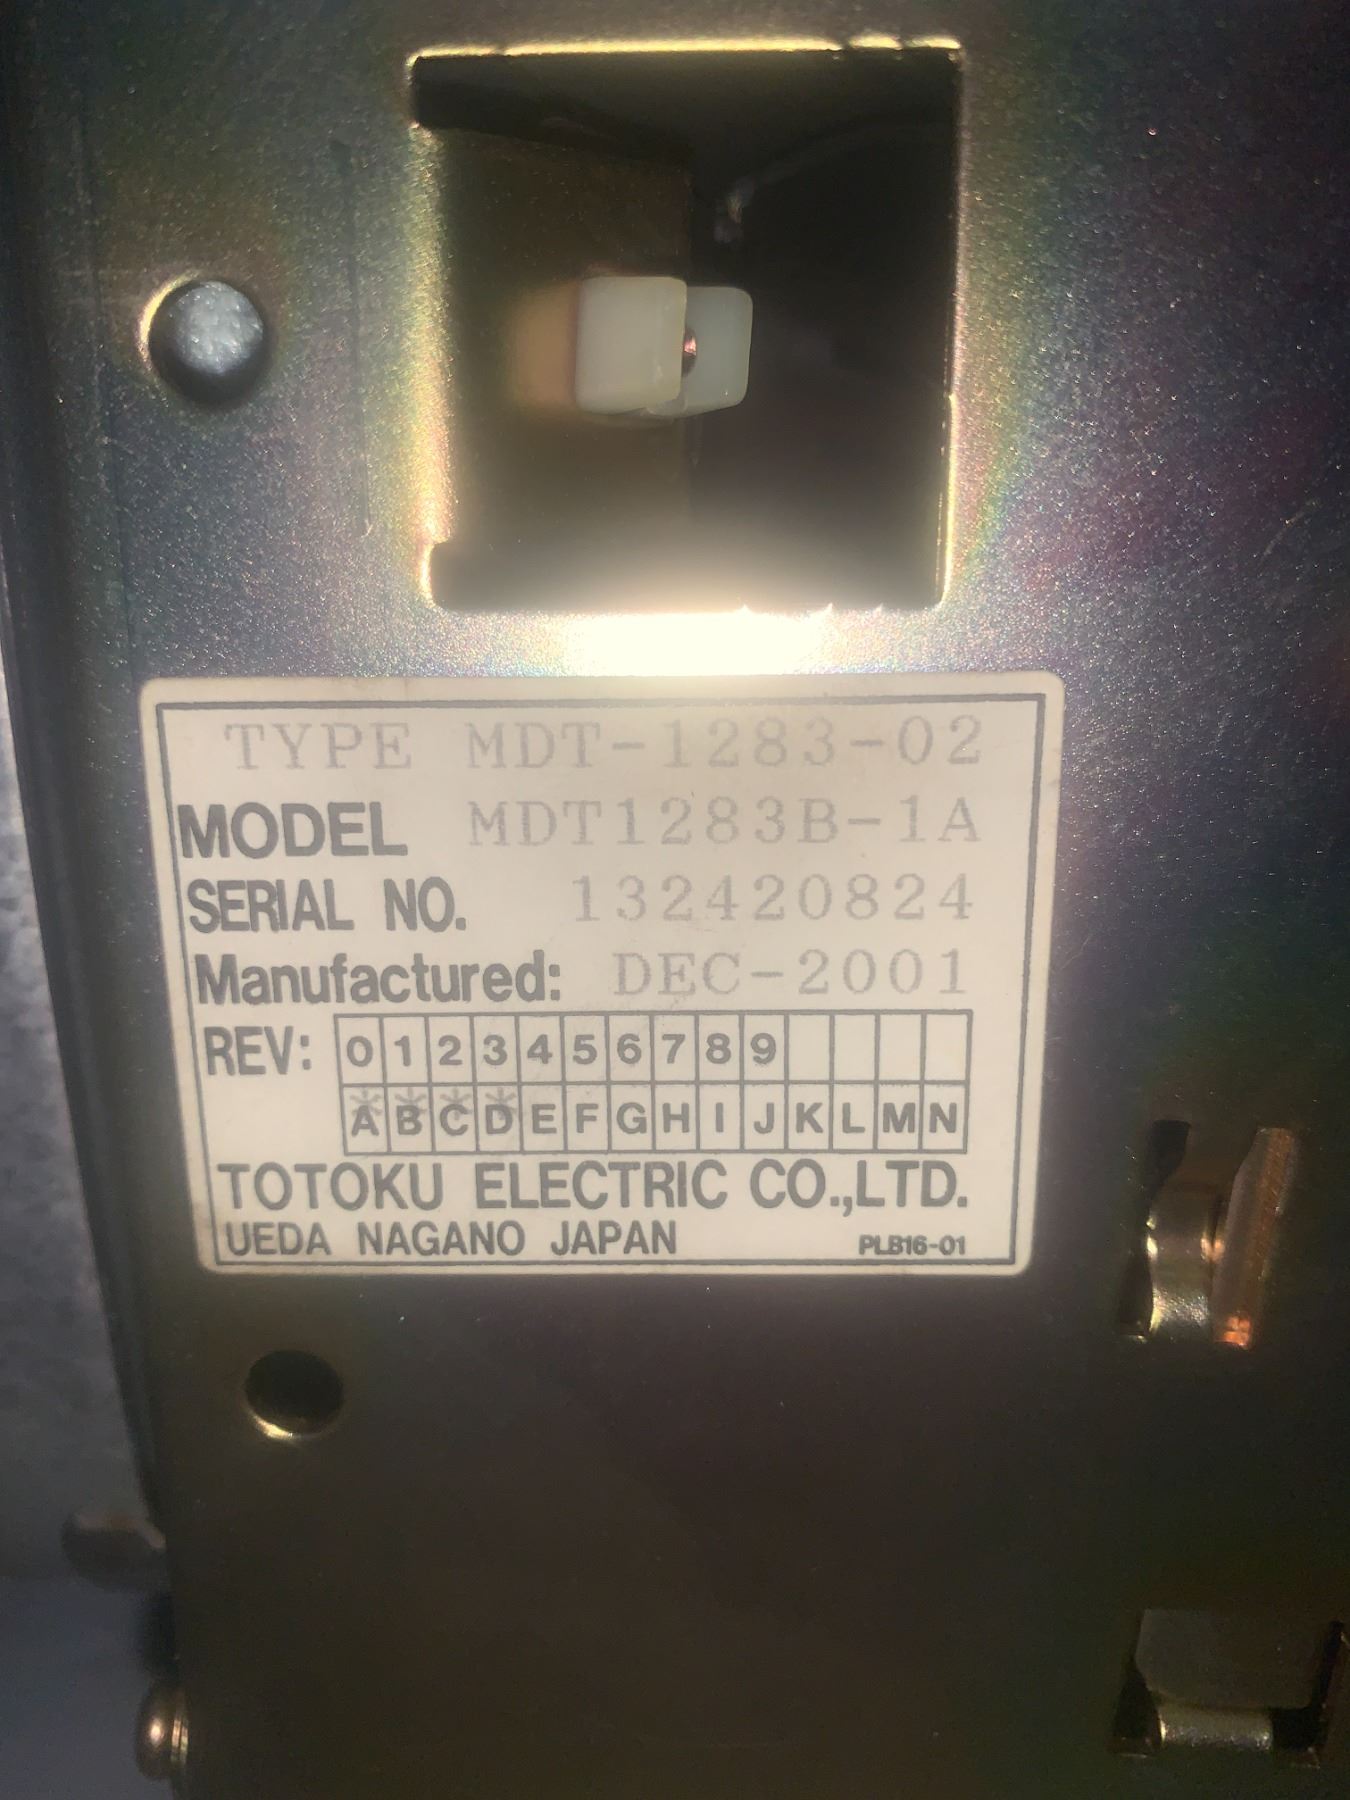 TYPE MDT-1283-02
MODEL MDT1283B-1A
SERIAL NO. 132420824
Manufactured: DEC-2001
REV: 0 1 2 3 4 5 6 7 8 9
* * * *
A B C D E F G H I J K L M N
TOTOKU ELECTRIC CO.,LTD.
UEDA NAGANO JAPAN PLB16-01